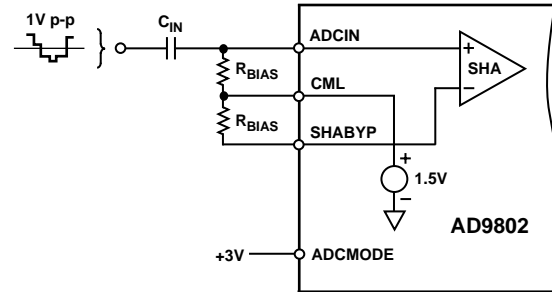 1V p-p
CIN
ADCIN
+
SHA
RBIAS
CML
−
RBIAS
SHABYP
+
1.5V
−
AD9802
+3V
ADCMODE